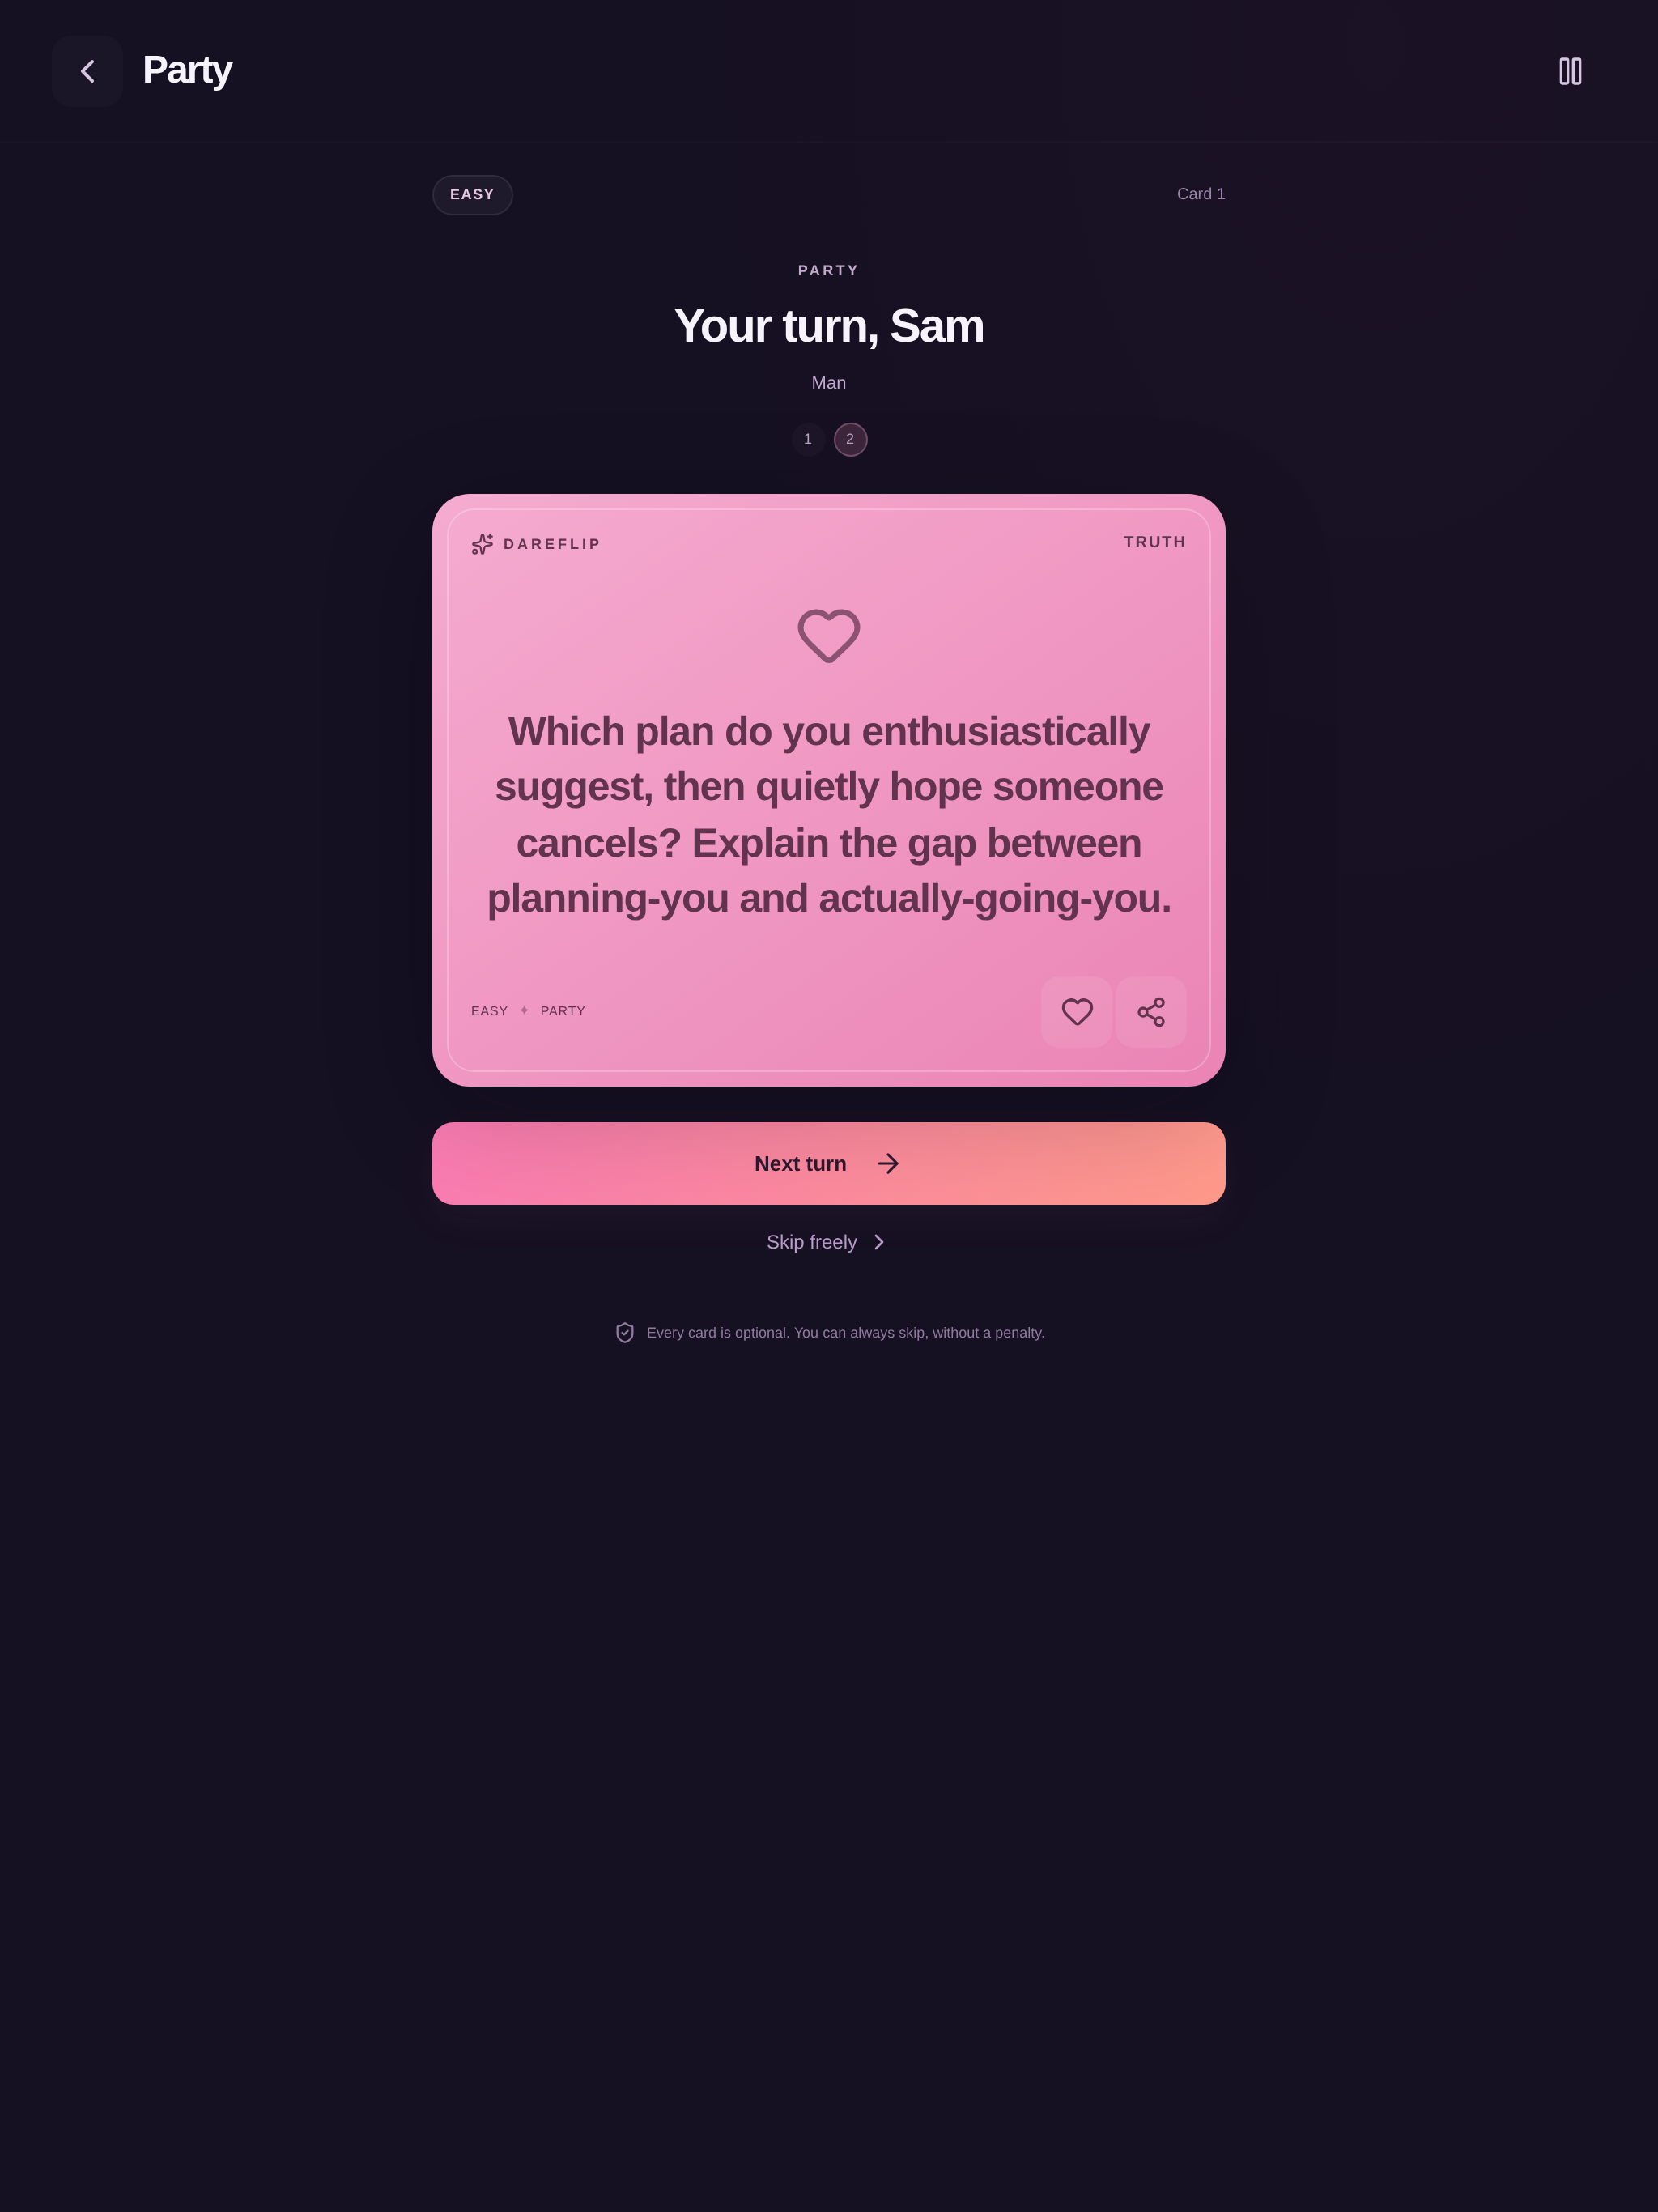 Party
EASY
Card 1
PARTY
Your turn, Sam
Man
1 2
DAREFLIP
TRUTH
Which plan do you enthusiastically
suggest, then quietly hope someone
cancels? Explain the gap between
planning-you and actually-going-you.
EASY ✦ PARTY
Next turn
Skip freely
Every card is optional. You can always skip, without a penalty.